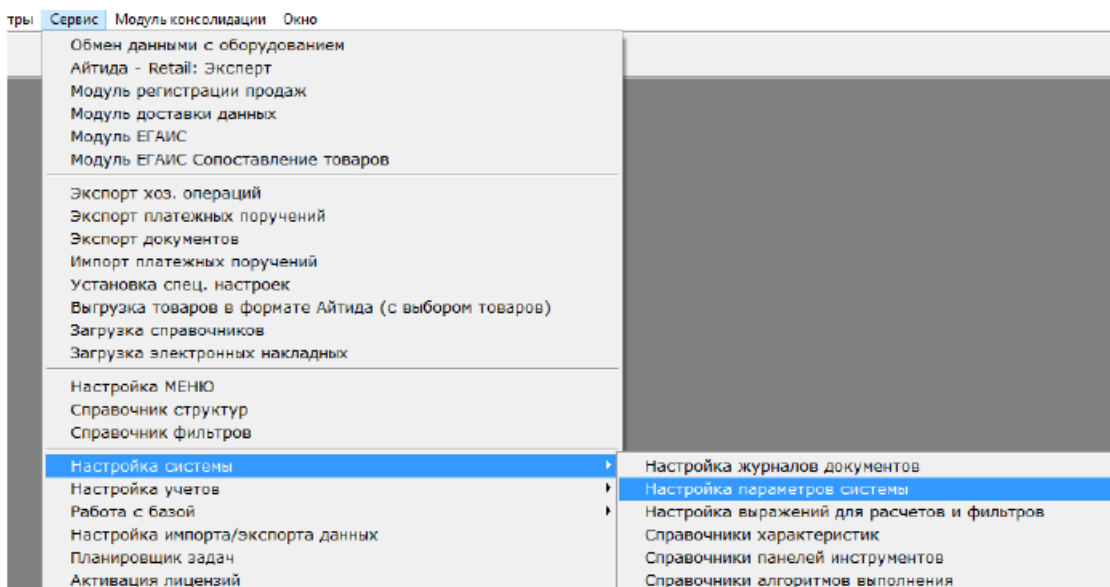 тры Сервис Модуль консолидации Окно
Обмен данными с оборудованием
Айтида - Retail: Эксперт
Модуль регистрации продаж
Модуль доставки данных
Модуль ЕГАИС
Модуль ЕГАИС Сопоставление товаров
Экспорт хоз. операций
Экспорт платежных поручений
Экспорт документов
Импорт платежных поручений
Установка спец. настроек
Выгрузка товаров в формате Айтида (с выбором товаров)
Загрузка справочников
Загрузка электронных накладных
Настройка МЕНЮ
Справочник структур
Справочник фильтров
Настройка системы
Настройка учетов
Работа с базой
Настройка импорта/экспорта данных
Планировщик задач
Активация лицензий
Настройка журналов документов
Настройка параметров системы
Настройка выражений для расчетов и фильтров
Справочники характеристик
Справочники панелей инструментов
Справочники алгоритмов выполнения